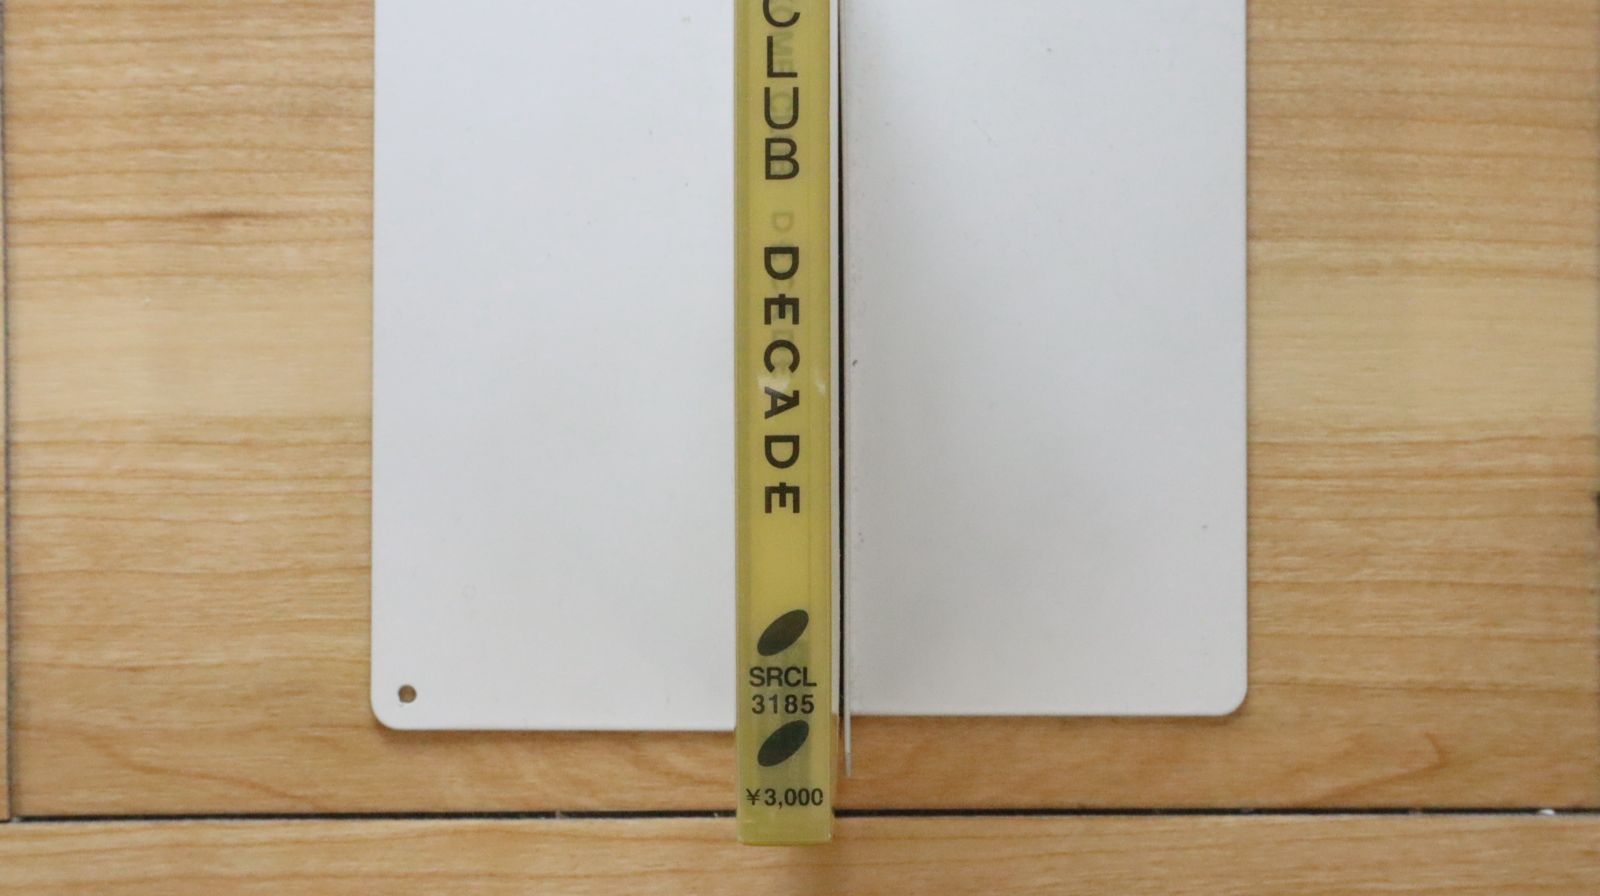 CLUB DECADE
SRCL
3185
¥3,000